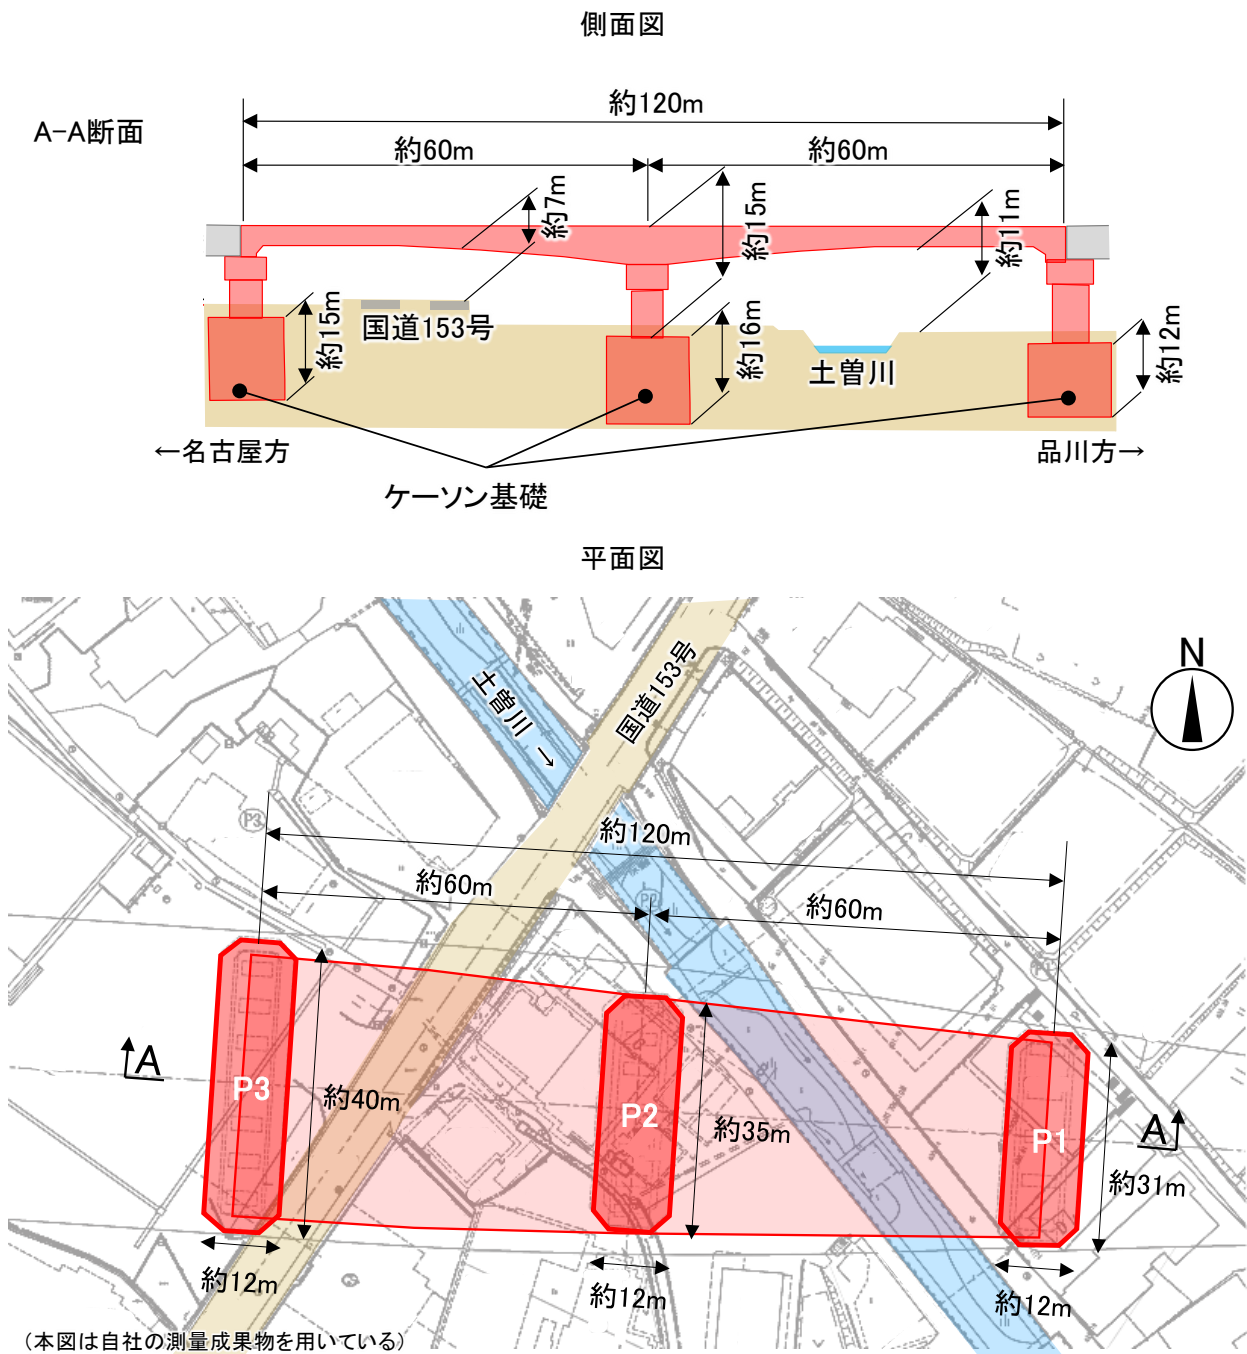 側面図
A-A断面
約120m
約60m
約60m
約7m
約15m
約11m
約15m
国道153号
約16m
土曽川
約12m
←名古屋方
品川方→
ケーソン基礎
平面図
N
土曽川 →
国道153号
P3
約120m
約60m
P2
約60m
A
P3
約40m
P2
約35m
P1
A
約31m
約12m
約12m
約12m
(本図は自社の測量成果物を用いている)